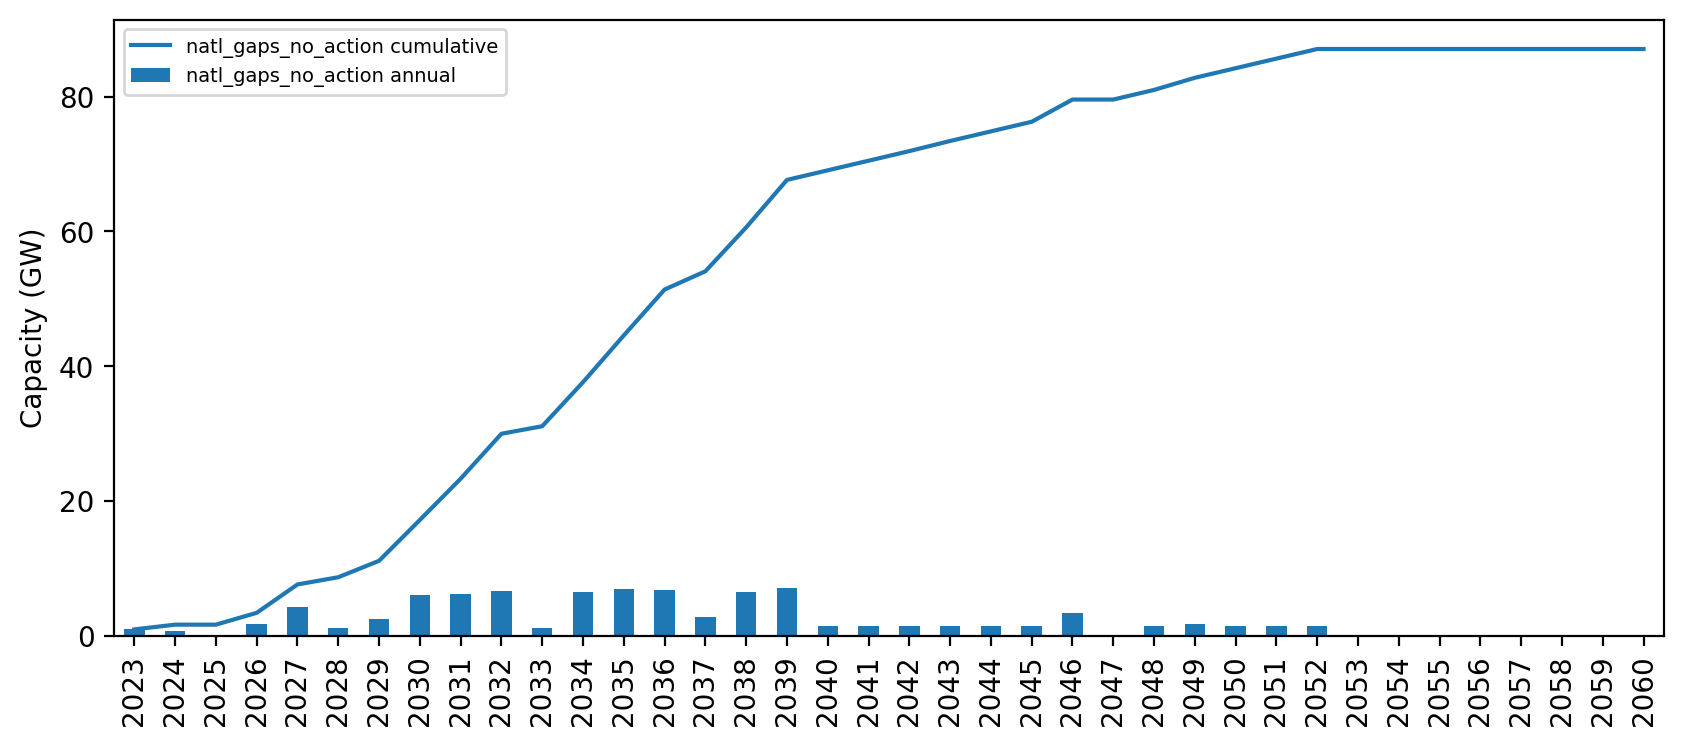 natl_gaps_no_action cumulative
natl_gaps_no_action annual
Capacity (GW)
80
60
40
20
0
2023 2024 2025 2026 2027 2028 2029 2030 2031 2032 2033 2034 2035 2036 2037 2038 2039 2040 2041 2042 2043 2044 2045 2046 2047 2048 2049 2050 2051 2052 2053 2054 2055 2056 2057 2058 2059 2060